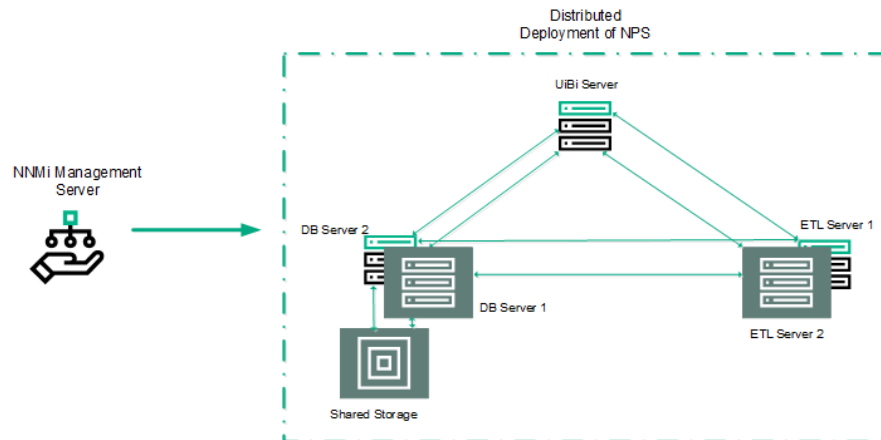 Distributed
Deployment of NPS
UiBi Server
NNMi Management
Server
DB Server 2
ETL Server 1
DB Server 1
ETL Server 2
Shared Storage